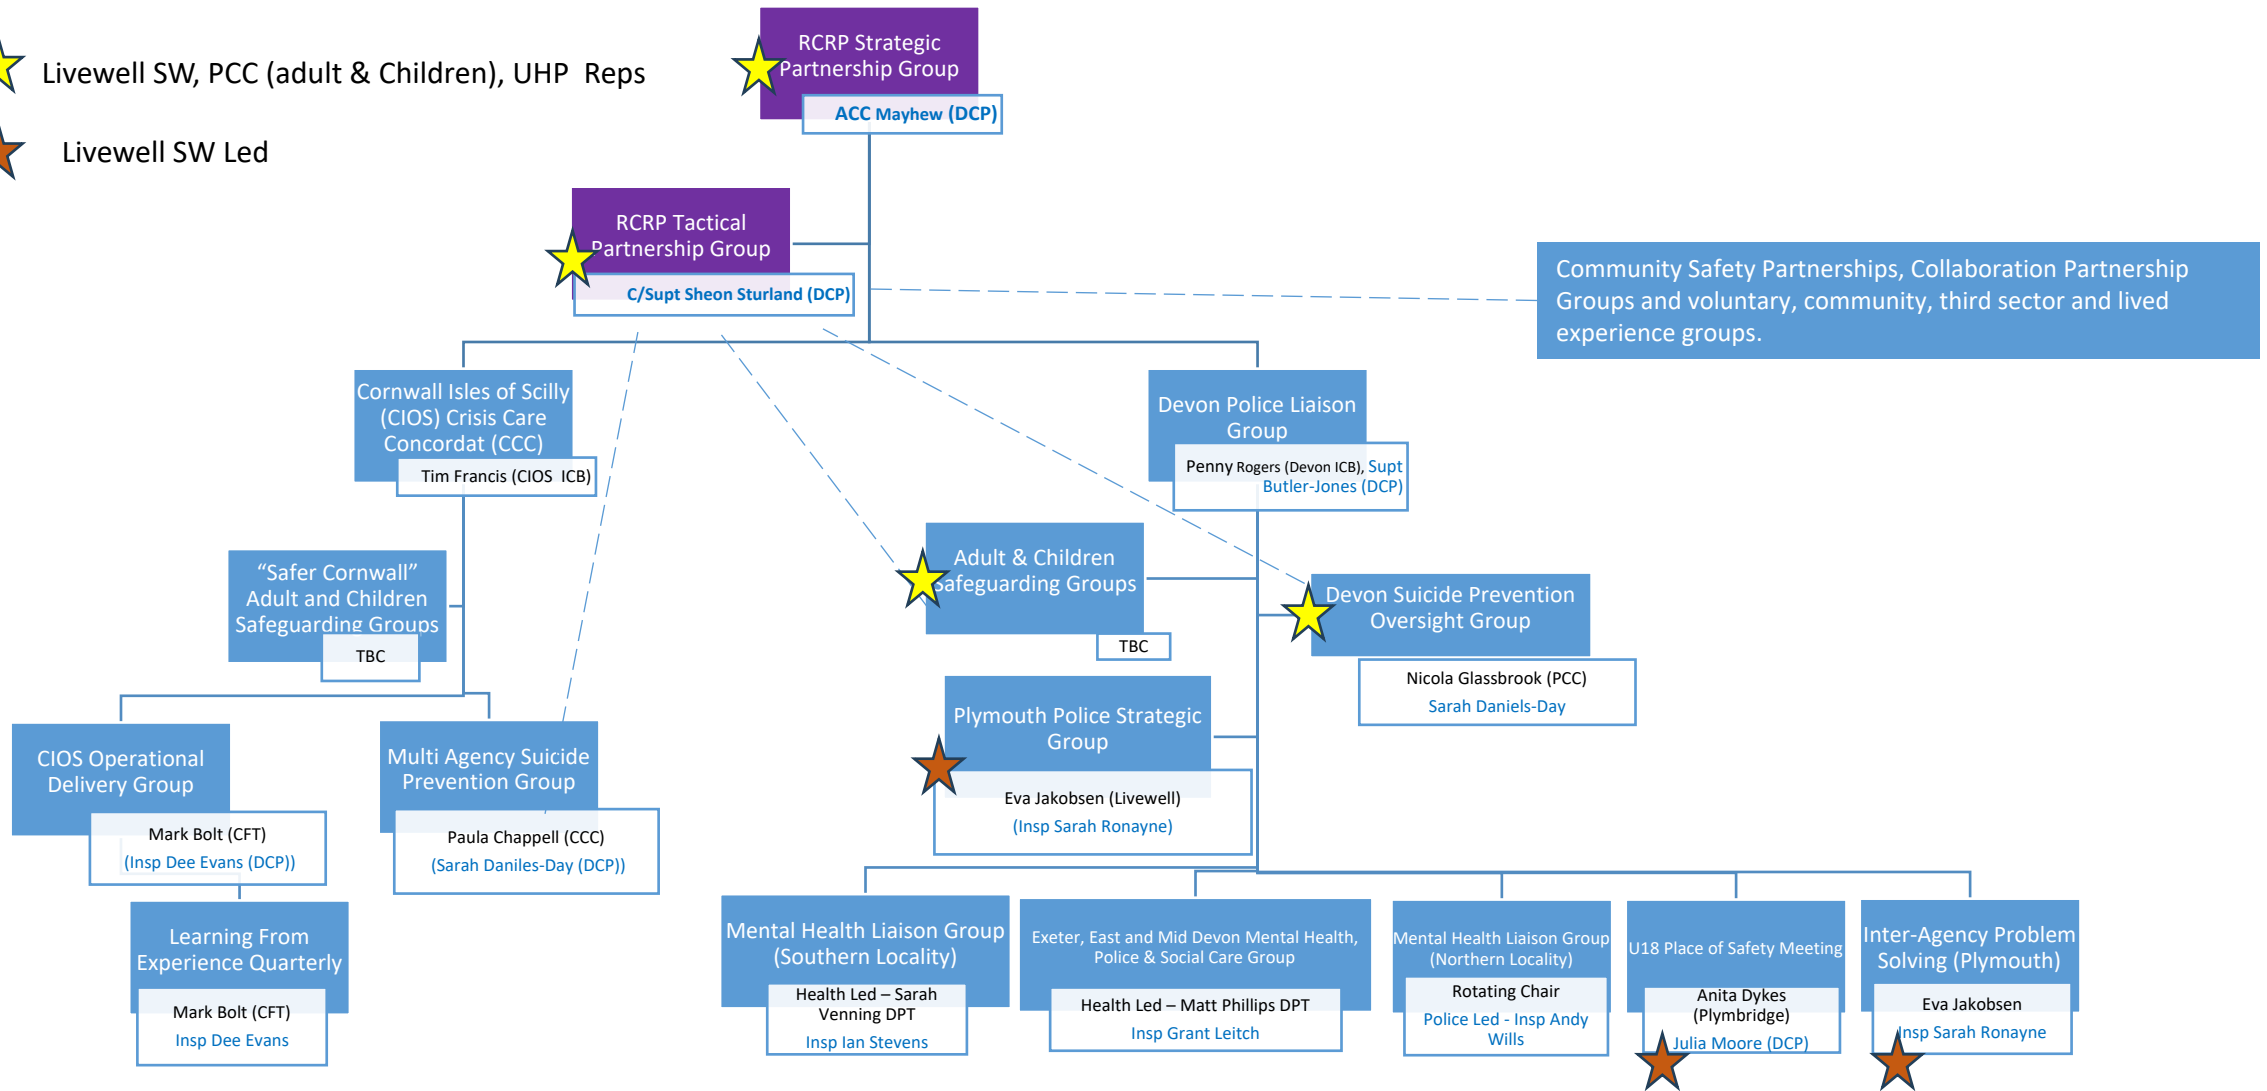 Livewell SW, PCC (adult & Children), UHP  Reps
Livewell SW Led
RCRP Strategic
Partnership Group
ACC Mayhew (DCP)
RCRP Tactical
Partnership Group
C/Supt Sheon Sturland (DCP)
Community Safety Partnerships, Collaboration Partnership
Groups and voluntary, community, third sector and lived
experience groups.
Cornwall Isles of Scilly
(CIOS) Crisis Care
Concordat (CCC)
Tim Francis (CIOS  ICB)
Devon Police Liaison
Group
Penny Rogers (Devon ICB), Supt
Butler-Jones (DCP)
“Safer Cornwall”
Adult and Children
Safeguarding Groups
TBC
Adult & Children
Safeguarding Groups
TBC
Devon Suicide Prevention
Oversight Group
Nicola Glassbrook (PCC)
Sarah Daniels-Day
Plymouth Police Strategic
Group
Eva Jakobsen (Livewell)
(Insp Sarah Ronayne)
CIOS Operational
Delivery Group
Mark Bolt (CFT)
(Insp Dee Evans (DCP))
Multi Agency Suicide
Prevention Group
Paula Chappell (CCC)
(Sarah Daniles-Day (DCP))
Learning From
Experience Quarterly
Mark Bolt (CFT)
Insp Dee Evans
Mental Health Liaison Group
(Southern Locality)
Health Led – Sarah
Venning DPT
Insp Ian Stevens
Exeter, East and Mid Devon Mental Health,
Police & Social Care Group
Health Led – Matt Phillips DPT
Insp Grant Leitch
Mental Health Liaison Group
(Northern Locality)
Rotating Chair
Police Led - Insp Andy
Wills
U18 Place of Safety Meeting
Anita Dykes
(Plymbridge)
Julia Moore (DCP)
Inter-Agency Problem
Solving (Plymouth)
Eva Jakobsen
Insp Sarah Ronayne